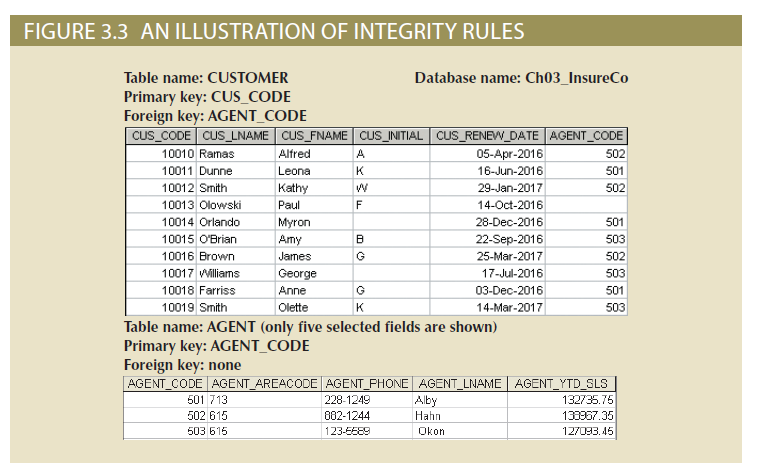 FIGURE 3.3 AN ILLUSTRATION OF INTEGRITY RULES
Table name: CUSTOMER Database name: Ch03_InsureCo
Primary key: CUS_CODE
Foreign key: AGENT_CODE
CUS_CODE CUS_LNAME CUS_FNAME CUS_INITIAL CUS_RENEW_DATE AGENT_CODE
10010 Ramas Alfred A 05-Apr-2016 502
10011 Dunne Leona K 16-Jun-2016 501
10012 Smith Kathy W 29-Jan-2017 502
10013 Olowski Paul F 14-Oct-2016
10014 Orlando Myron 28-Dec-2016 501
10015 O'Brian Amy B 22-Sep-2016 503
10016 Brown James G 25-Mar-2017 502
10017 Williams George 17-Jul-2016 503
10018 Farriss Anne G 03-Dec-2016 501
10019 Smith Olette K 14-Mar-2017 503
Table name: AGENT (only five selected fields are shown)
Primary key: AGENT_CODE
Foreign key: none
AGENT_CODE AGENT_AREACODE AGENT_PHONE AGENT_LNAME AGENT_YTD_SLS
501 713 228-1249 Alby 132735.75
502 615 882-1244 Hahn 138967.35
503 615 123-5589 Okon 127093.45